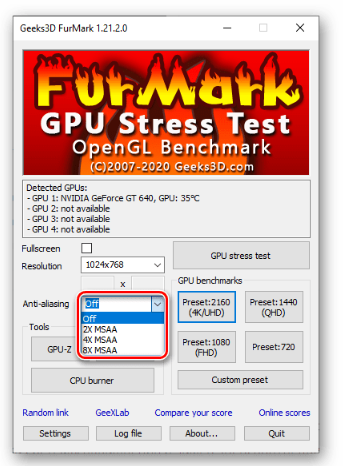 Geeks3D FurMark 1.21.2.0
FurMark
GPU Stress Test
OpenGL Benchmark
(C)2007-2020 Geeks3D.com
Detected GPUs:
- GPU 1: NVIDIA GeForce GT 640, GPU: 35°C
- GPU 2: not available
- GPU 3: not available
- GPU 4: not available
Fullscreen
Resolution 1024x768
x
GPU stress test
Anti-aliasing Off
Off
2X MSAA
4X MSAA
8X MSAA
GPU benchmarks
Preset:2160
(4K/UHD)
Preset:1440
(QHD)
Preset:1080
(FHD)
Preset:720
Custom preset
Tools
GPU-Z
CPU burner
Random link GeeXLab Compare your score Online scores
Settings Log file About... Quit